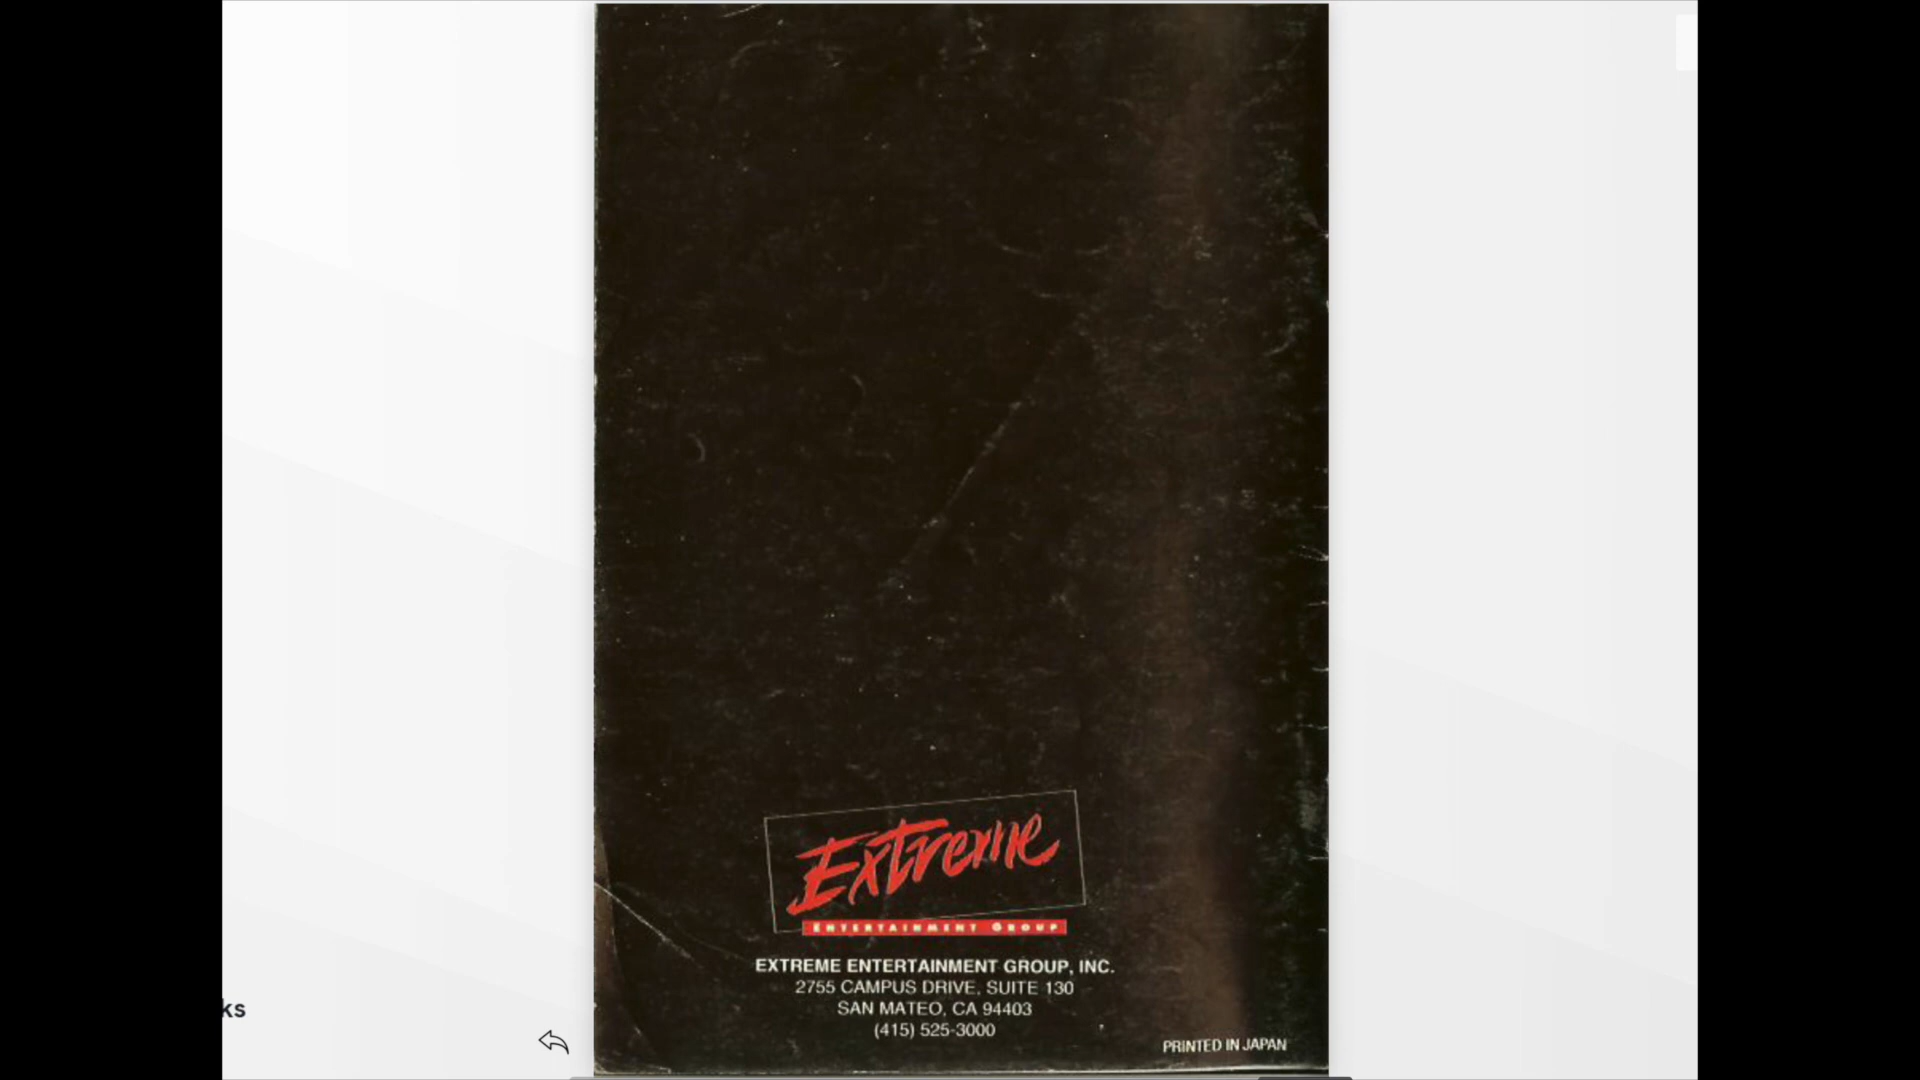 Extreme
ENTERTAINMENT GROUP
EXTREME ENTERTAINMENT GROUP, INC.
2755 CAMPUS DRIVE, SUITE 130
SAN MATEO, CA 94403
(415) 525-3000
PRINTED IN JAPAN
ks